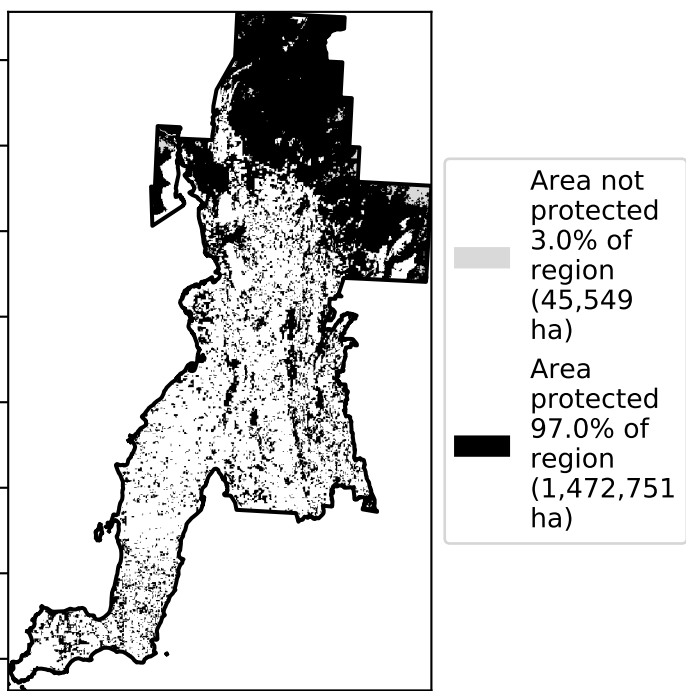 Area not
protected
3.0% of
region
(45,549
ha)
Area
protected
97.0% of
region
(1,472,751
ha)